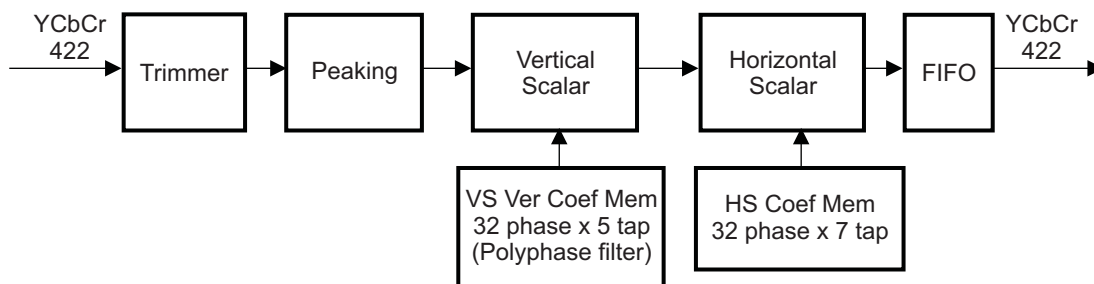 YCbCr
422
Trimmer
Peaking
Vertical
Scalar
Horizontal
Scalar
FIFO
YCbCr
422
VS Ver Coef Mem
32 phase x 5 tap
(Polyphase filter)
HS Coef Mem
32 phase x 7 tap